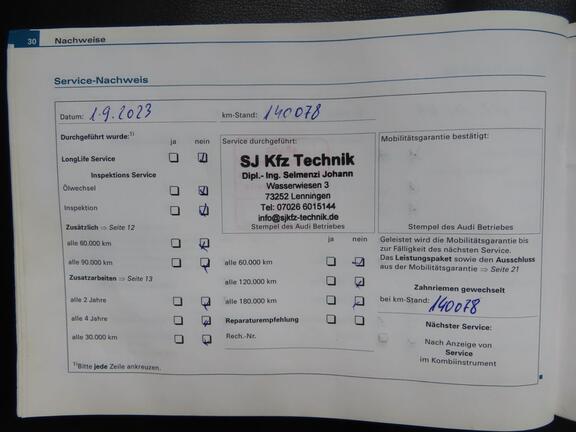 30 Nachweise
Service-Nachweis
Datum: 1.9.2023 km-Stand: 140078
Durchgeführt wurde:1) ja nein
LongLife Service
Inspektions Service
Ölwechsel
Inspektion
Zusätzlich ⇒ Seite 12
alle 60.000 km
alle 90.000 km
Zusatzarbeiten ⇒ Seite 13
alle 2 Jahre
alle 4 Jahre
alle 30.000 km
1)Bitte jede Zeile ankreuzen.
Service durchgeführt:
SJ Kfz Technik
Dipl.- Ing. Selmenzi Johann
Wasserwiesen 3
73252 Lenningen
Tel: 07026 6015144
info@sjkfz-technik.de
Stempel des Audi Betriebes
ja nein
alle 60.000 km
alle 120.000 km
alle 180.000 km
Reparaturempfehlung
Rech.-Nr.
Mobilitätsgarantie bestätigt:
Stempel des Audi Betriebes
Geleistet wird die Mobilitätsgarantie bis
zur Fälligkeit des nächsten Service.
Das Leistungspaket sowie den Ausschluss
aus der Mobilitätsgarantie ⇒ Seite 21
Zahnriemen gewechselt
bei km-Stand: 140078
Nächster Service:
Nach Anzeige von
Service
im Kombiinstrument